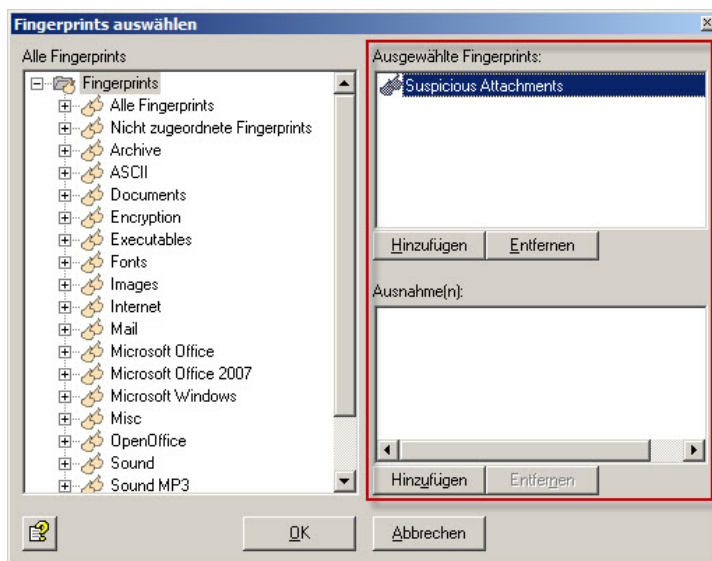 Fingerprints auswählen
Alle Fingerprints
Fingerprints
Alle Fingerprints
Nicht zugeordnete Fingerprints
Archive
ASCII
Documents
Encryption
Executables
Fonts
Images
Internet
Mail
Microsoft Office
Microsoft Office 2007
Microsoft Windows
Misc
OpenOffice
Sound
Sound MP3
Ausgewählte Fingerprints:
Suspicious Attachments
Hinzufügen
Entfernen
Ausnahme(n):
Hinzufügen
Entfernen
OK
Abbrechen